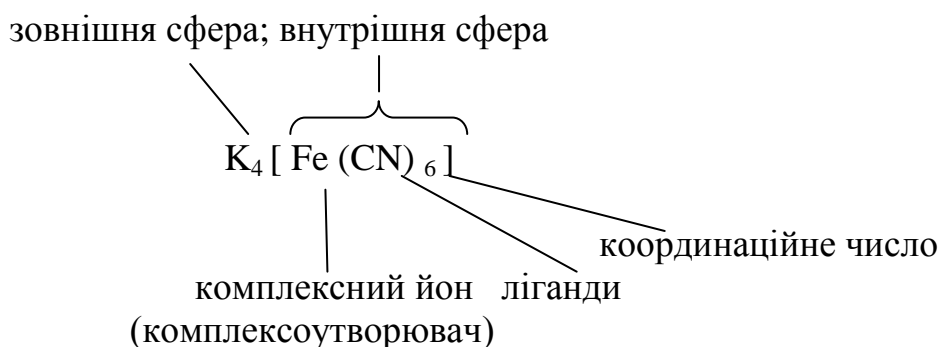 зовнішня сфера; внутрішня сфера
K₄ [ Fe (CN) ₆ ]
координаційне число
комплексний йон ліганди
(комплексоутворювач)